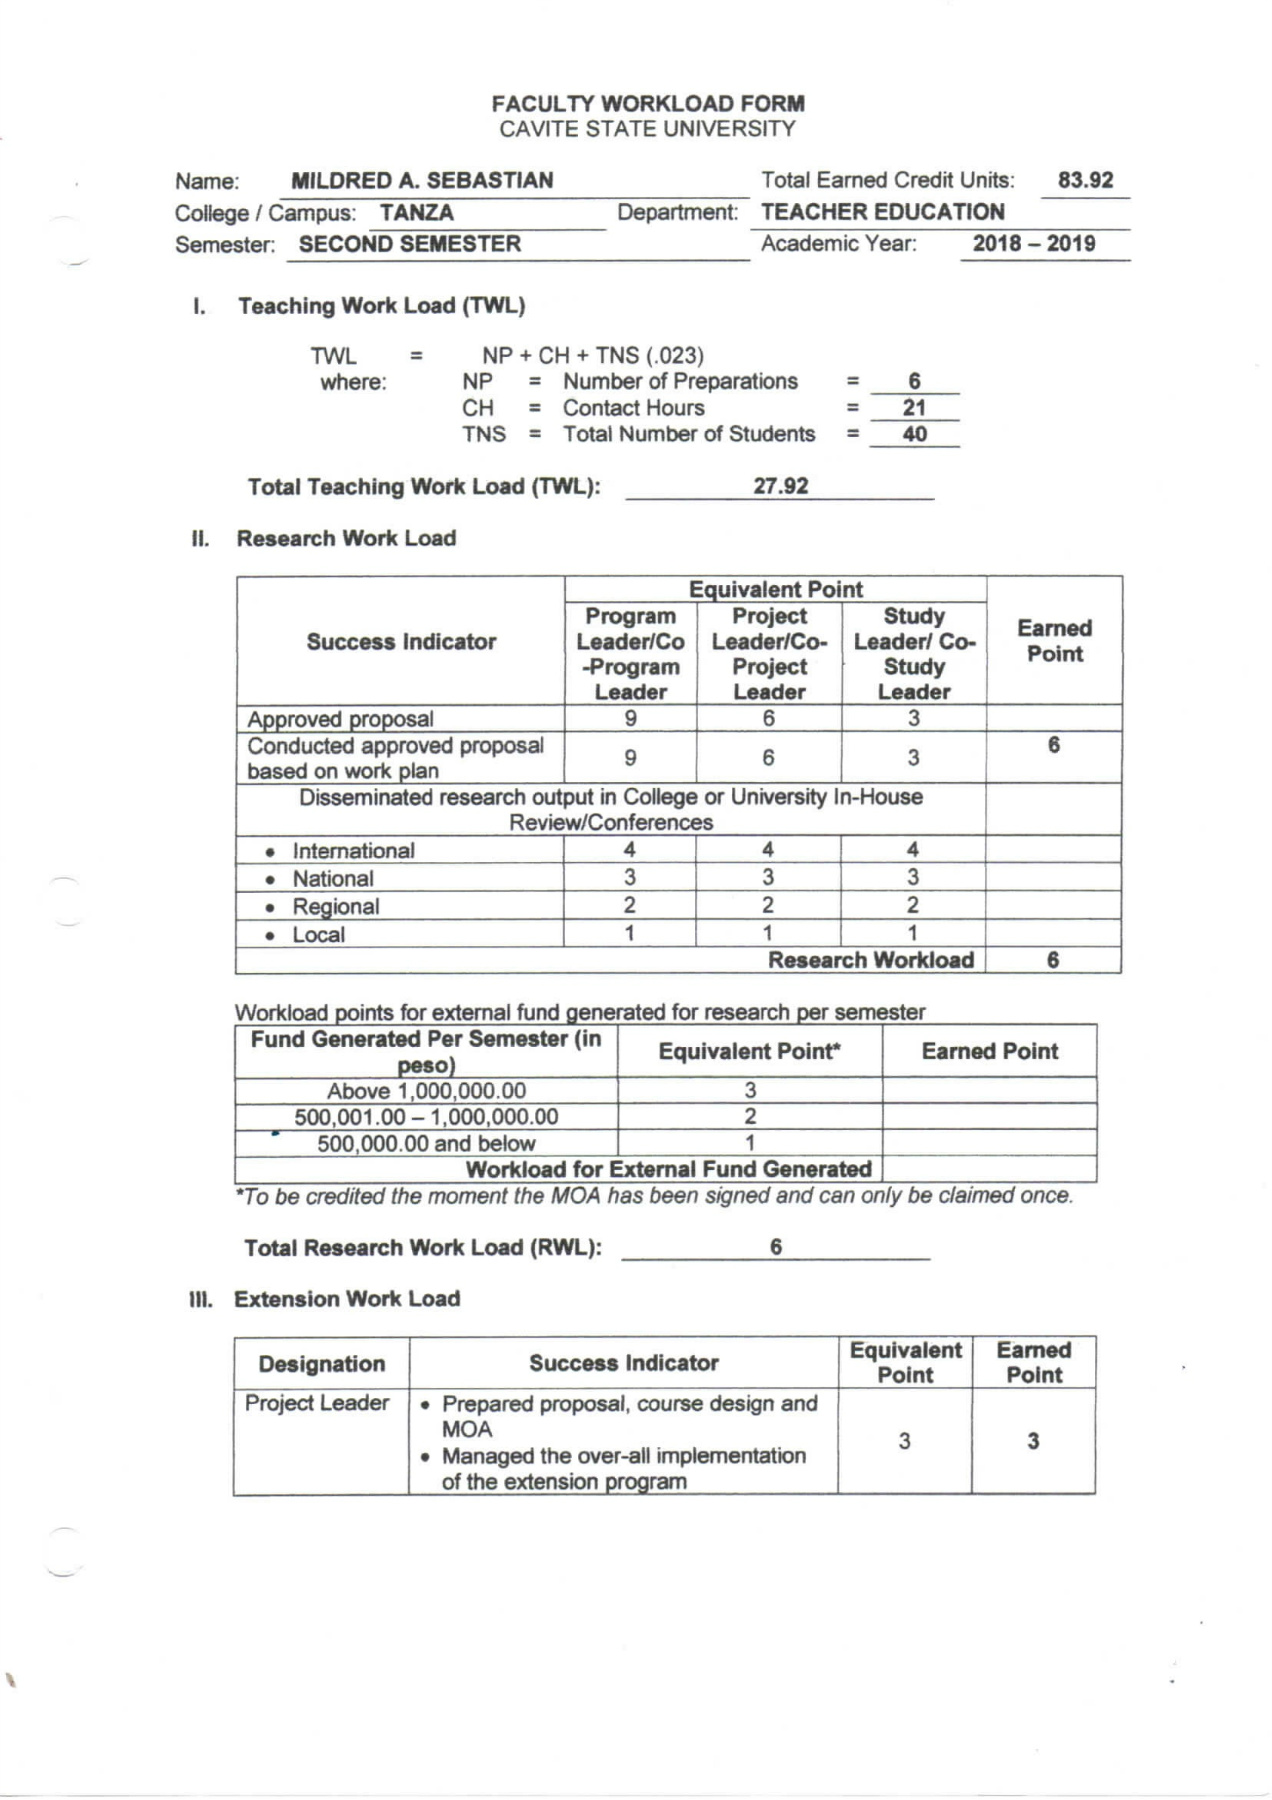 FACULTY WORKLOAD FORM
CAVITE STATE UNIVERSITY
Name: MILDRED A. SEBASTIAN Total Earned Credit Units: 83.92
College / Campus: TANZA Department: TEACHER EDUCATION
Semester: SECOND SEMESTER Academic Year: 2018 – 2019
I. Teaching Work Load (TWL)
TWL = NP + CH + TNS (.023)
where: NP = Number of Preparations = 6
CH = Contact Hours = 21
TNS = Total Number of Students = 40
Total Teaching Work Load (TWL): 27.92
II. Research Work Load
Success Indicator
Equivalent Point
Program
Leader/Co
-Program
Leader
Project
Leader/Co-
Project
Leader
Study
Leader/ Co-
Study
Leader
Earned
Point
Approved proposal 9 6 3
Conducted approved proposal
based on work plan
9 6 3 6
Disseminated research output in College or University In-House
Review/Conferences
• International 4 4 4
• National 3 3 3
• Regional 2 2 2
• Local 1 1 1
Research Workload 6
Workload points for external fund generated for research per semester
Fund Generated Per Semester (in
peso)
Equivalent Point* Earned Point
Above 1,000,000.00 3
500,001.00 – 1,000,000.00 2
500,000.00 and below 1
Workload for External Fund Generated
*To be credited the moment the MOA has been signed and can only be claimed once.
Total Research Work Load (RWL): 6
III. Extension Work Load
Designation Success Indicator
Equivalent
Point
Earned
Point
Project Leader
• Prepared proposal, course design and
MOA
• Managed the over-all implementation
of the extension program
3 3